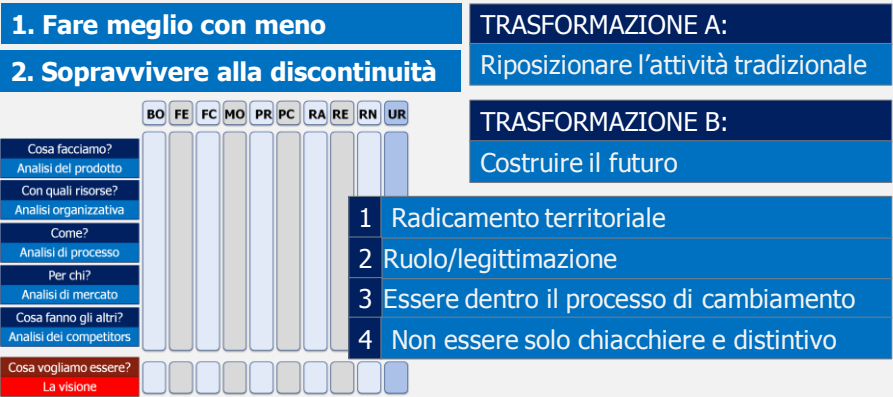 1. Fare meglio con meno
2. Sopravvivere alla discontinuità
TRASFORMAZIONE A:
Riposizionare l’attività tradizionale
TRASFORMAZIONE B:
Costruire il futuro
BO FE FC MO PR PC RA RE RN UR
Cosa facciamo?
Analisi del prodotto
Con quali risorse?
Analisi organizzativa
Come?
Analisi di processo
Per chi?
Analisi di mercato
Cosa fanno gli altri?
Analisi dei competitors
Cosa vogliamo essere?
La visione
1 Radicamento territoriale
2 Ruolo/legittimazione
3 Essere dentro il processo di cambiamento
4 Non essere solo chiacchiere e distintivo